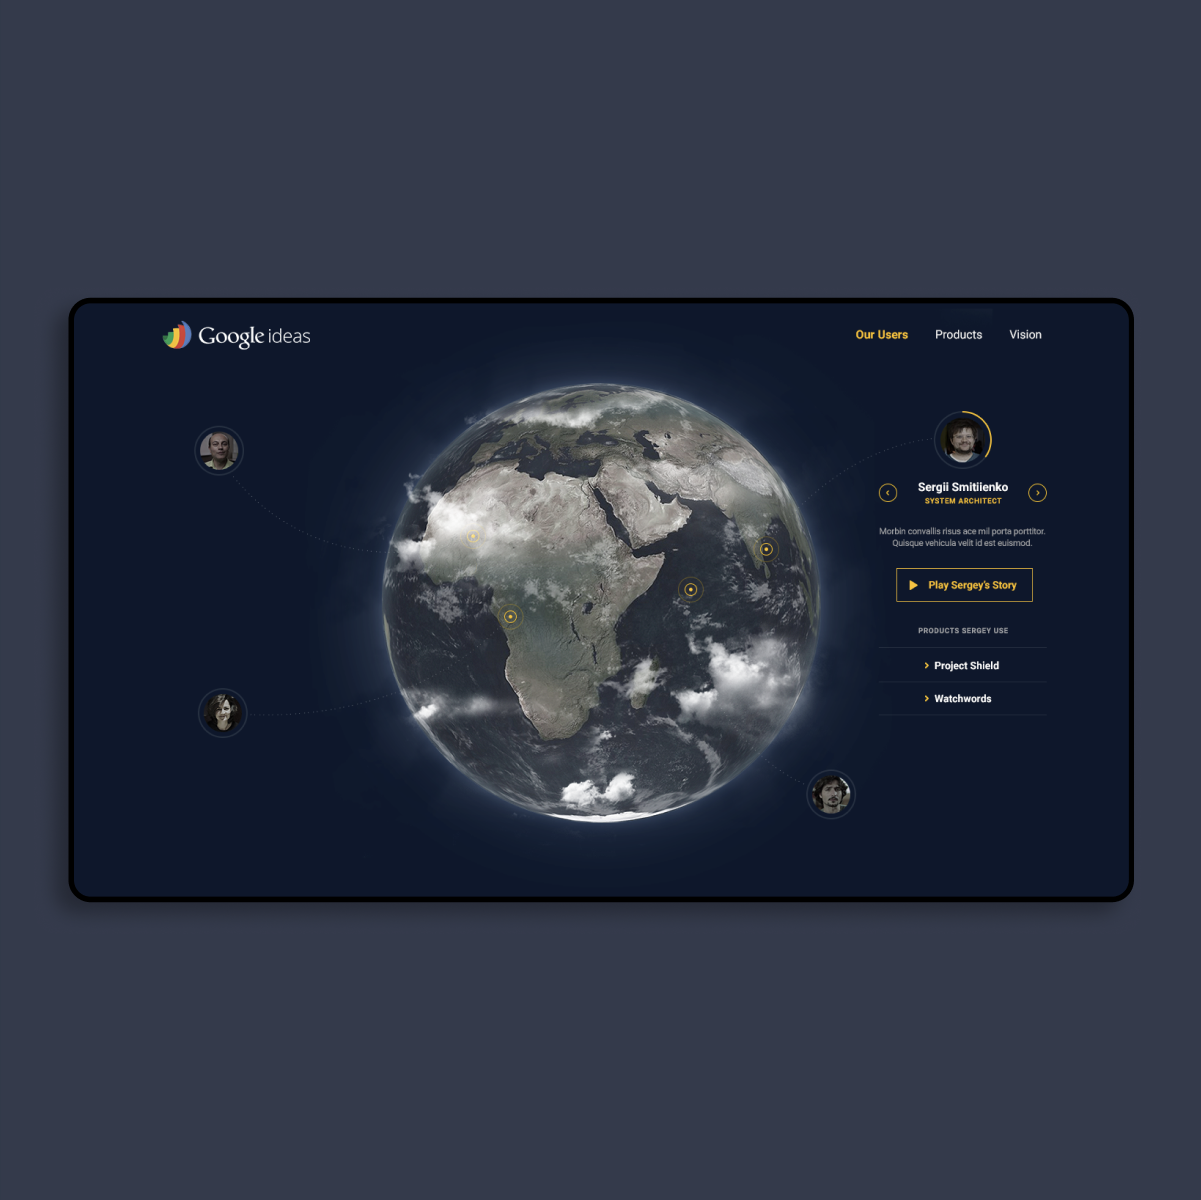 Google ideas
Our Users
Products
Vision
Sergii Smitiienko
SYSTEM ARCHITECT
Morbin convallis risus ace mil porta porttitor.
Quisque vehicula velit id est euismod.
Play Sergey's Story
PRODUCTS SERGEY USE
Project Shield
Watchwords